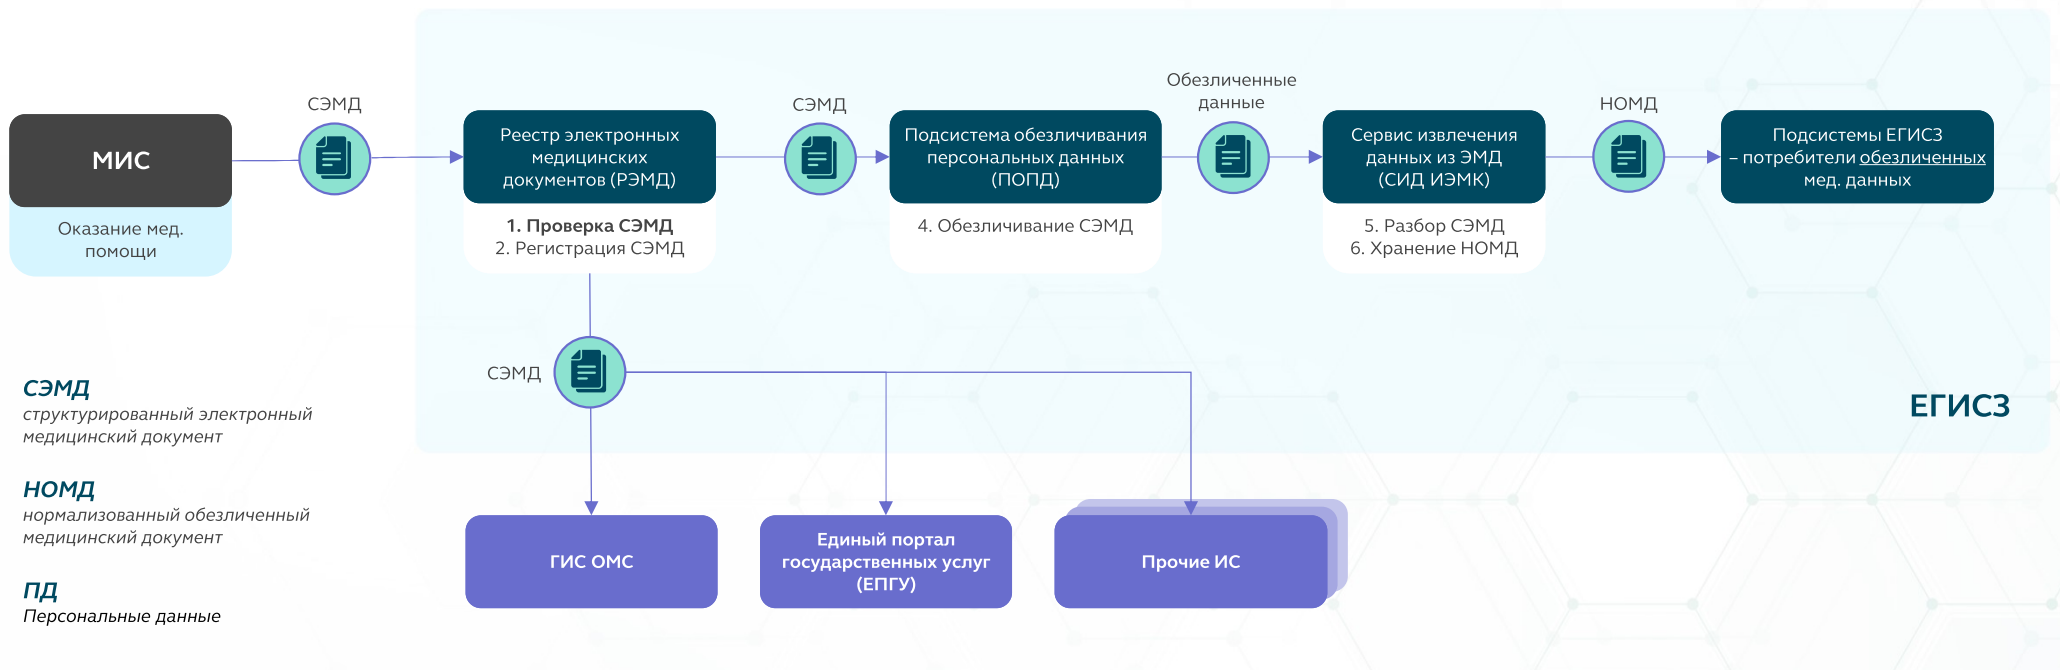 МИС
Оказание мед.
помощи
СЭМД
Реестр электронных
медицинских
документов (РЭМД)
1. Проверка СЭМД
2. Регистрация СЭМД
СЭМД
Подсистема обезличивания
персональных данных
(ПОПД)
4. Обезличивание СЭМД
Обезличенные
данные
Сервис извлечения
данных из ЭМД
(СИД ИЭМК)
5. Разбор СЭМД
6. Хранение НОМД
НОМД
Подсистемы ЕГИСЗ
– потребители обезличенных
мед. данных
СЭМД
ЕГИСЗ
СЭМД
структурированный электронный
медицинский документ
НОМД
нормализованный обезличенный
медицинский документ
ПД
Персональные данные
ГИС ОМС
Единый портал
государственных услуг
(ЕПГУ)
Прочие ИС